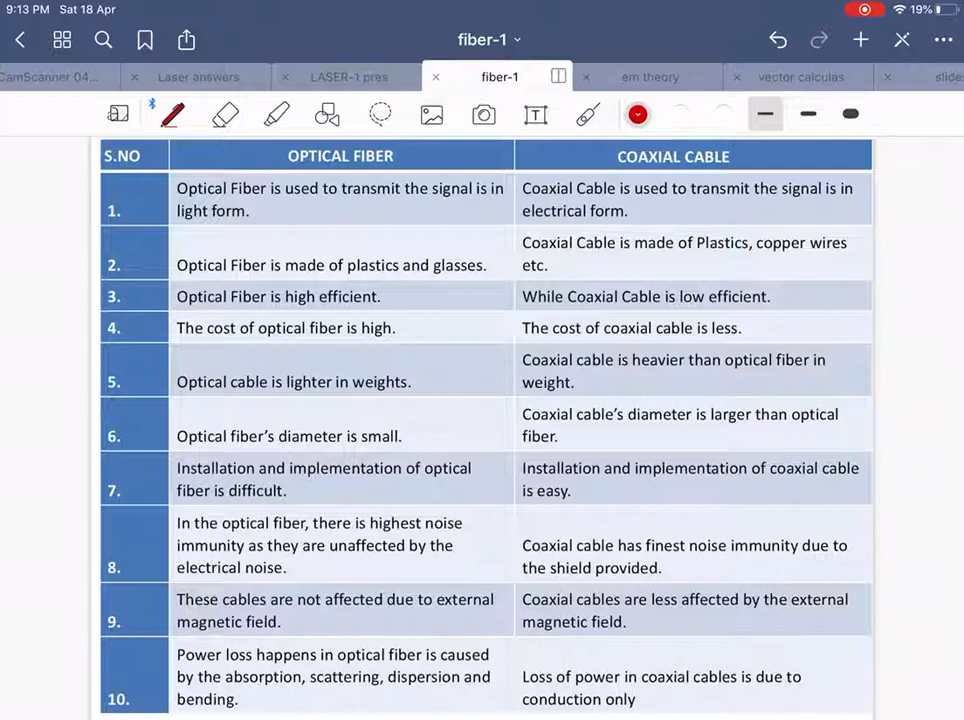 9:13 PM Sat 18 Apr
19%
fiber-1
CamScanner 04...
Laser answers
LASER-1 pres
fiber-1
em theory
vector calculas
slide
T
S.NO OPTICAL FIBER COAXIAL CABLE
1.
Optical Fiber is used to transmit the signal is in
light form.
Coaxial Cable is used to transmit the signal is in
electrical form.
2.
Optical Fiber is made of plastics and glasses.
Coaxial Cable is made of Plastics, copper wires
etc.
3.
Optical Fiber is high efficient.
While Coaxial Cable is low efficient.
4.
The cost of optical fiber is high.
The cost of coaxial cable is less.
5.
Optical cable is lighter in weights.
Coaxial cable is heavier than optical fiber in
weight.
6.
Optical fiber’s diameter is small.
Coaxial cable’s diameter is larger than optical
fiber.
7.
Installation and implementation of optical
fiber is difficult.
Installation and implementation of coaxial cable
is easy.
8.
In the optical fiber, there is highest noise
immunity as they are unaffected by the
electrical noise.
Coaxial cable has finest noise immunity due to
the shield provided.
9.
These cables are not affected due to external
magnetic field.
Coaxial cables are less affected by the external
magnetic field.
10.
Power loss happens in optical fiber is caused
by the absorption, scattering, dispersion and
bending.
Loss of power in coaxial cables is due to
conduction only